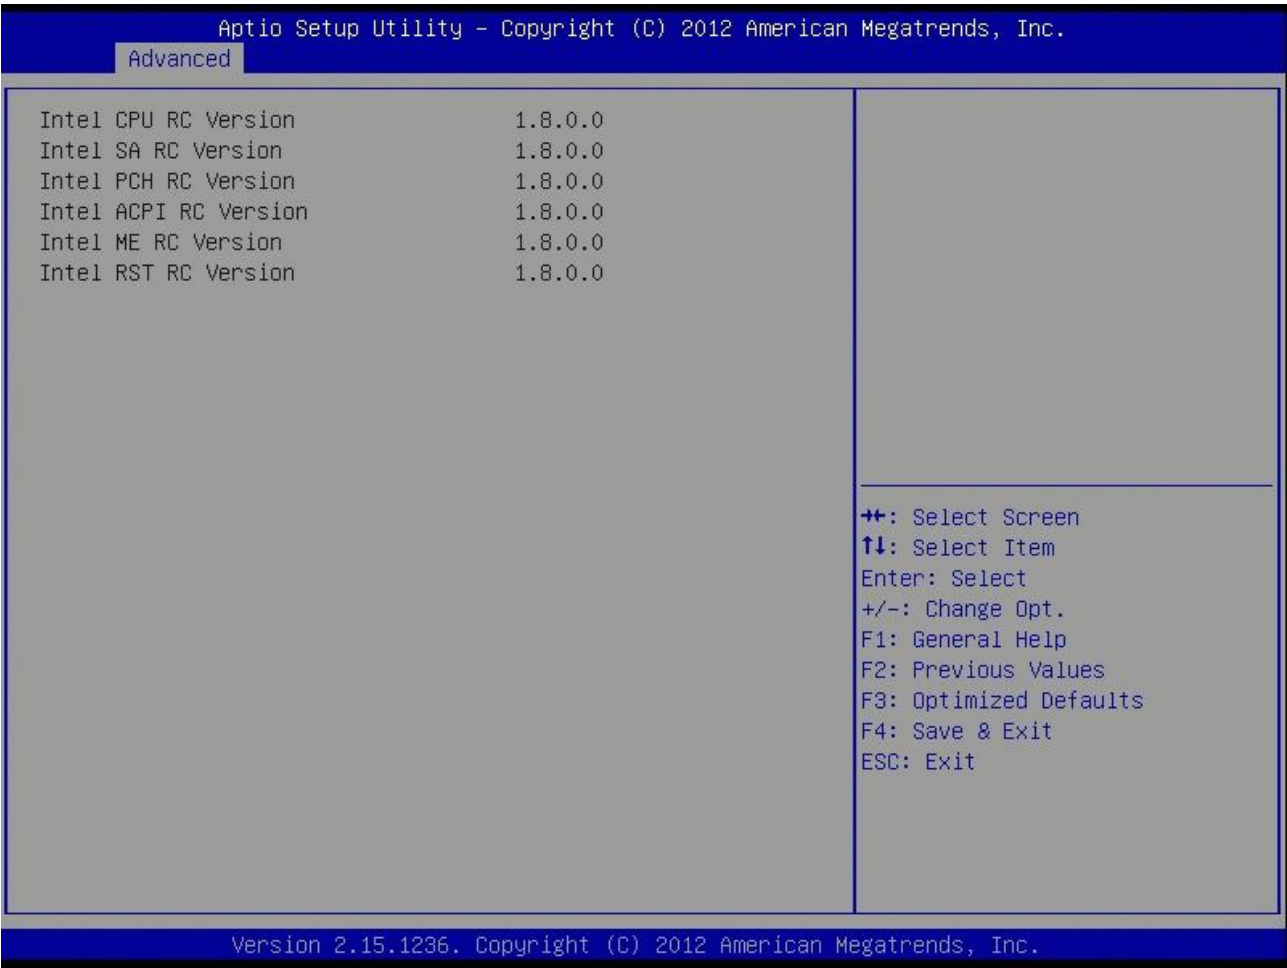 Aptio Setup Utility – Copyright (C) 2012 American Megatrends, Inc.
Advanced
Intel CPU RC Version 1.8.0.0
Intel SA RC Version 1.8.0.0
Intel PCH RC Version 1.8.0.0
Intel ACPI RC Version 1.8.0.0
Intel ME RC Version 1.8.0.0
Intel RST RC Version 1.8.0.0
→←: Select Screen
↑↓: Select Item
Enter: Select
+/-: Change Opt.
F1: General Help
F2: Previous Values
F3: Optimized Defaults
F4: Save & Exit
ESC: Exit
Version 2.15.1236. Copyright (C) 2012 American Megatrends, Inc.